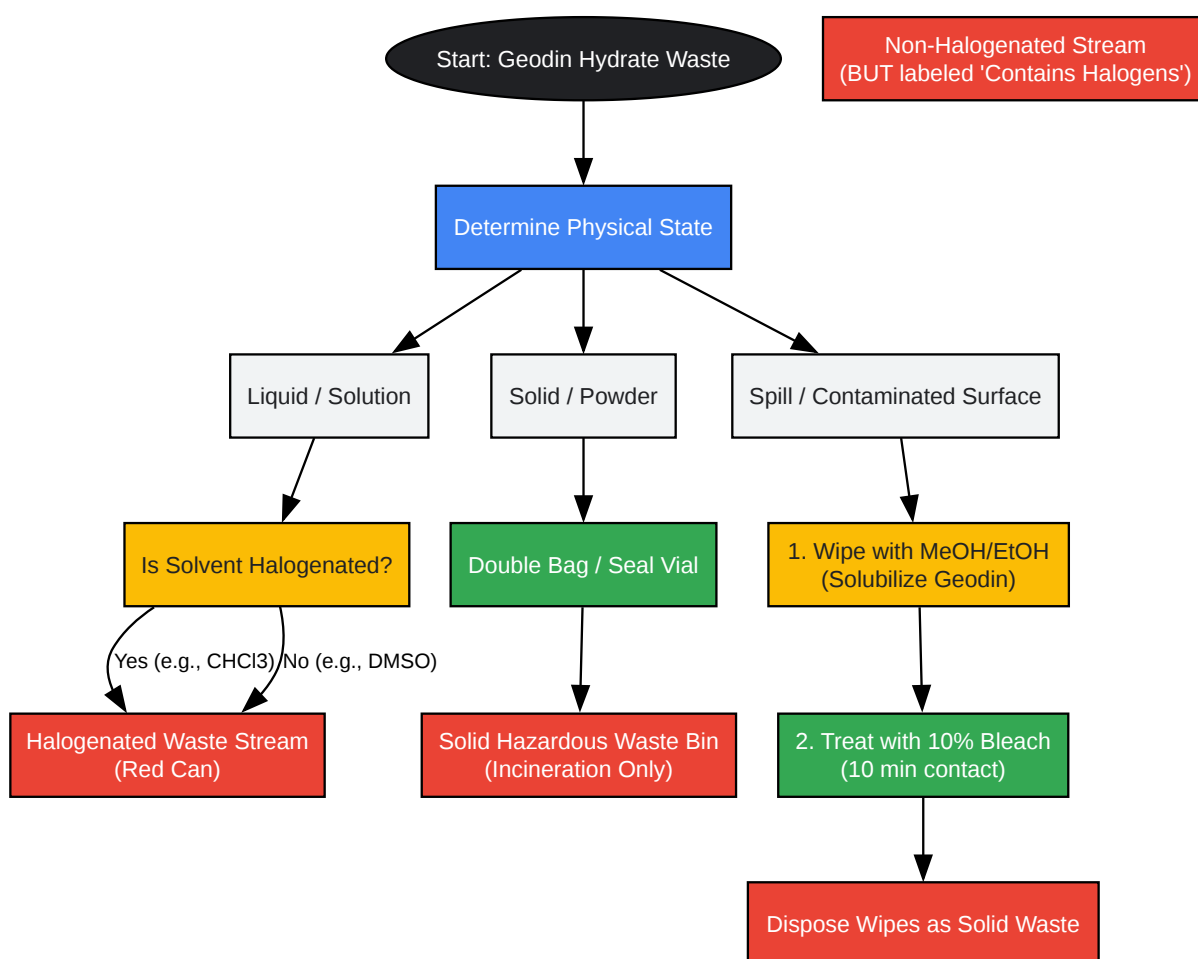 Start: Geodin Hydrate Waste
Non-Halogenated Stream
(BUT labeled 'Contains Halogens')
Determine Physical State
Liquid / Solution
Solid / Powder
Spill / Contaminated Surface
Is Solvent Halogenated?
Double Bag / Seal Vial
1. Wipe with MeOH/EtOH
(Solubilize Geodin)
Yes (e.g., CHCl3)
No (e.g., DMSO)
Halogenated Waste Stream
(Red Can)
Solid Hazardous Waste Bin
(Incineration Only)
2. Treat with 10% Bleach
(10 min contact)
Dispose Wipes as Solid Waste